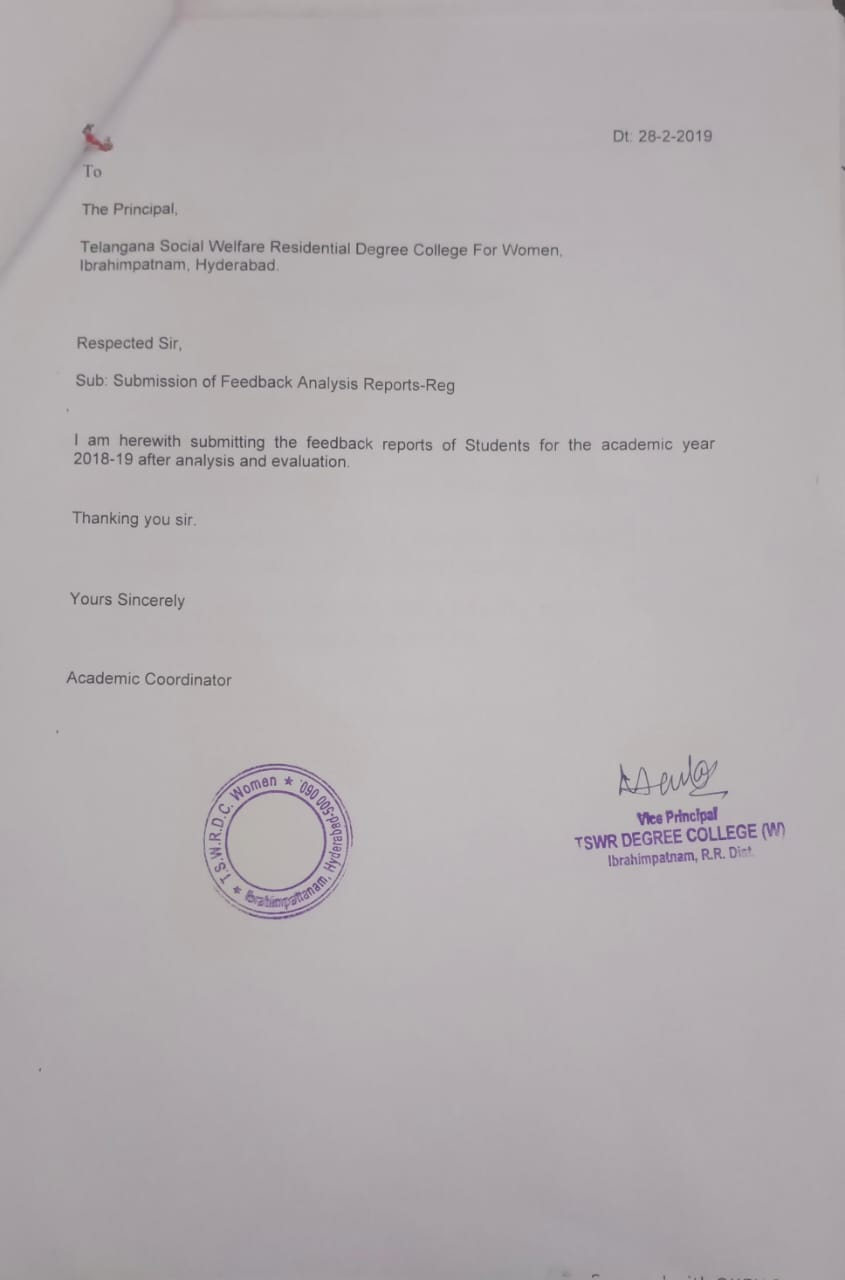 Dt: 28-2-2019
To
The Principal,
Telangana Social Welfare Residential Degree College For Women,
Ibrahimpatnam, Hyderabad.
Respected Sir,
Sub: Submission of Feedback Analysis Reports-Reg
I am herewith submitting the feedback reports of Students for the academic year
2018-19 after analysis and evaluation.
Thanking you sir.
Yours Sincerely
Academic Coordinator
★ T.S.W.R.D.C. Women ★
Ibrahimpattanam, Hyderabad-500 060.
Vice Principal
TSWR DEGREE COLLEGE (W)
Ibrahimpatnam, R.R. Dist.